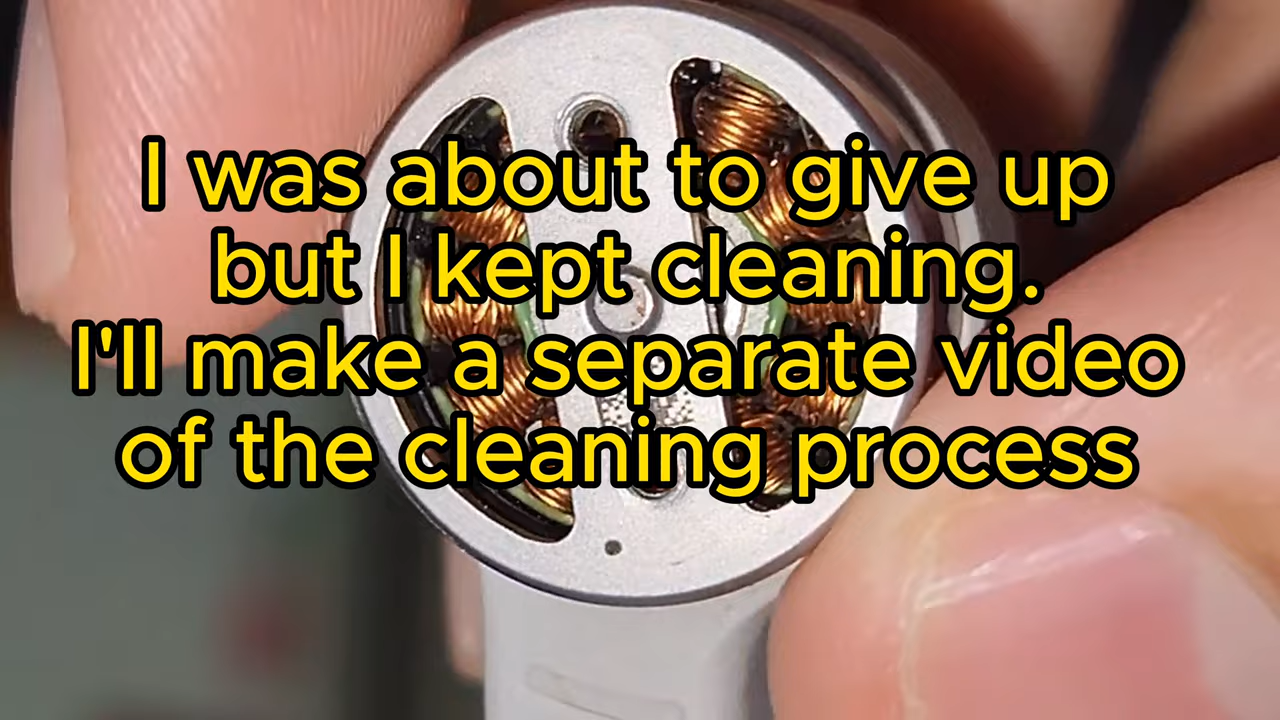 I was about to give up
but I kept cleaning.
I'll make a separate video
of the cleaning process